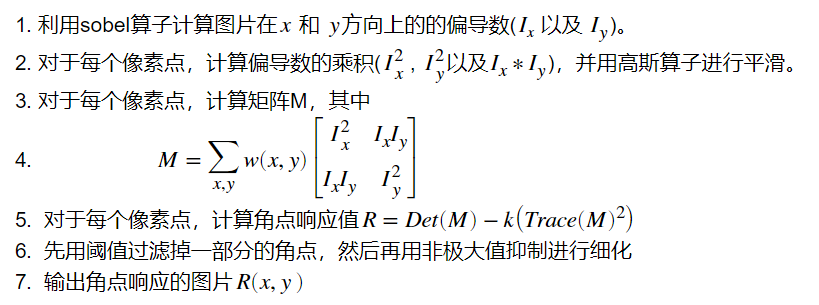 1. 利用sobel算子计算图片在x 和 y方向上的的偏导数(I_x 以及 I_y)。
2. 对于每个像素点，计算偏导数的乘积(I_x^2 , I_y^2以及I_x * I_y)，并用高斯算子进行平滑。
3. 对于每个像素点，计算矩阵M，其中
4. M = \sum_{x,y} w(x, y) \begin{bmatrix} I_x^2 & I_xI_y \\ I_xI_y & I_y^2 \end{bmatrix}
5. 对于每个像素点，计算角点响应值R = Det(M) − k(Trace(M)^2)
6. 先用阈值过滤掉一部分的角点，然后再用非极大值抑制进行细化
7. 输出角点响应的图片R(x, y )